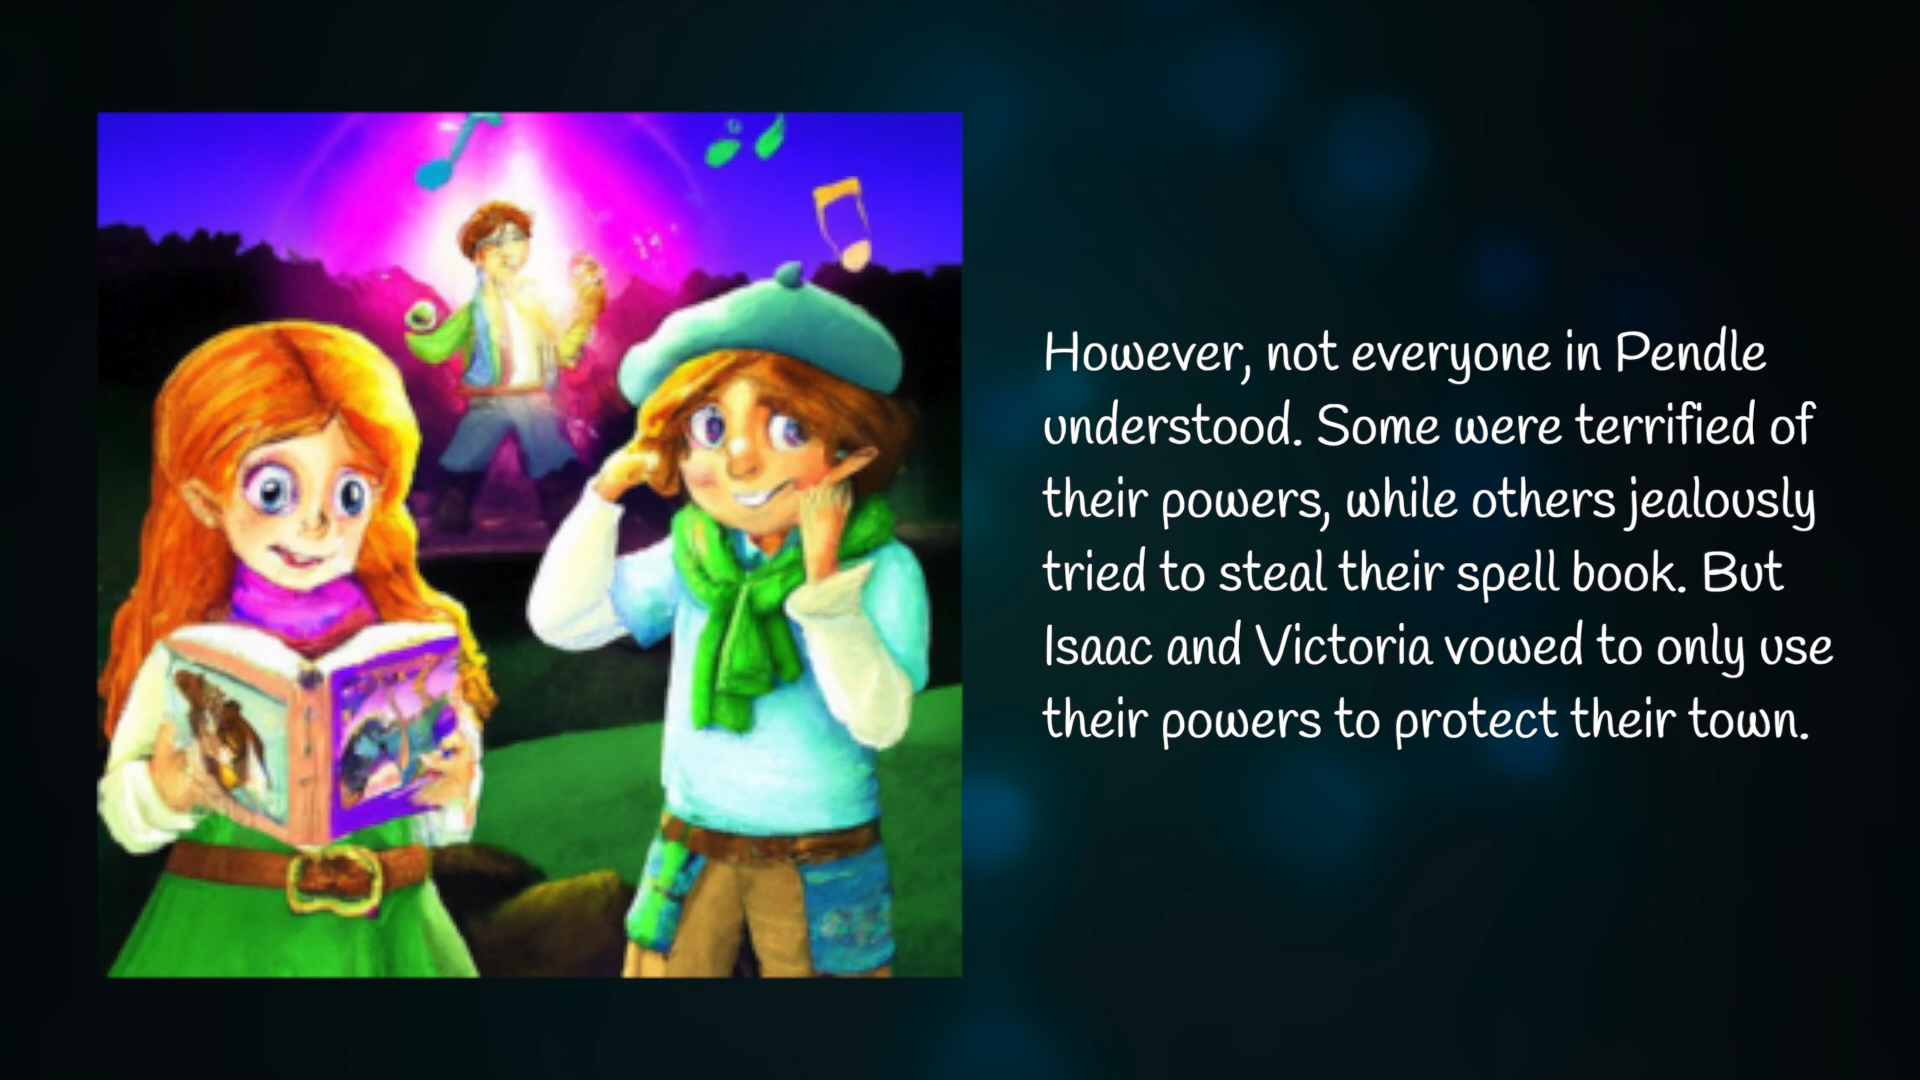 However, not everyone in Pendle
understood. Some were terrified of
their powers, while others jealously
tried to steal their spell book. But
Isaac and Victoria vowed to only use
their powers to protect their town.